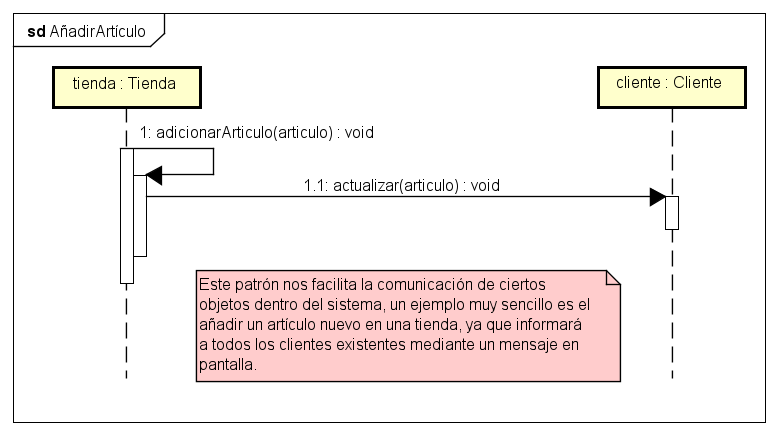 sd AñadirArtículo
tienda : Tienda
cliente : Cliente
1: adicionarArticulo(articulo) : void
1.1: actualizar(articulo) : void
Este patrón nos facilita la comunicación de ciertos
objetos dentro del sistema, un ejemplo muy sencillo es el
añadir un artículo nuevo en una tienda, ya que informará
a todos los clientes existentes mediante un mensaje en
pantalla.